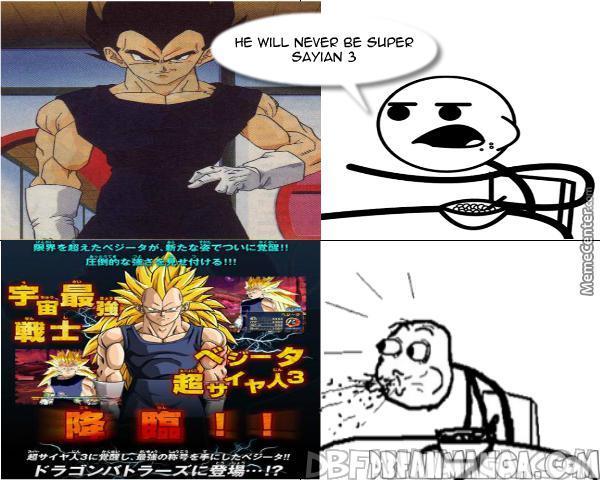 HE WILL NEVER BE SUPER
SAYIAN 3
MemeCenter.com
限界を超えたベジータが、新たな姿でついに覚醒!!
圧倒的な強さを見せ付ける!!!
宇宙最強
戦士
ベジータ
超サイヤ人3
降臨!!
超サイヤ人3に覚醒し、最強の称号を手にしたベジータ!!
ドラゴンバトラーズに登場…!?